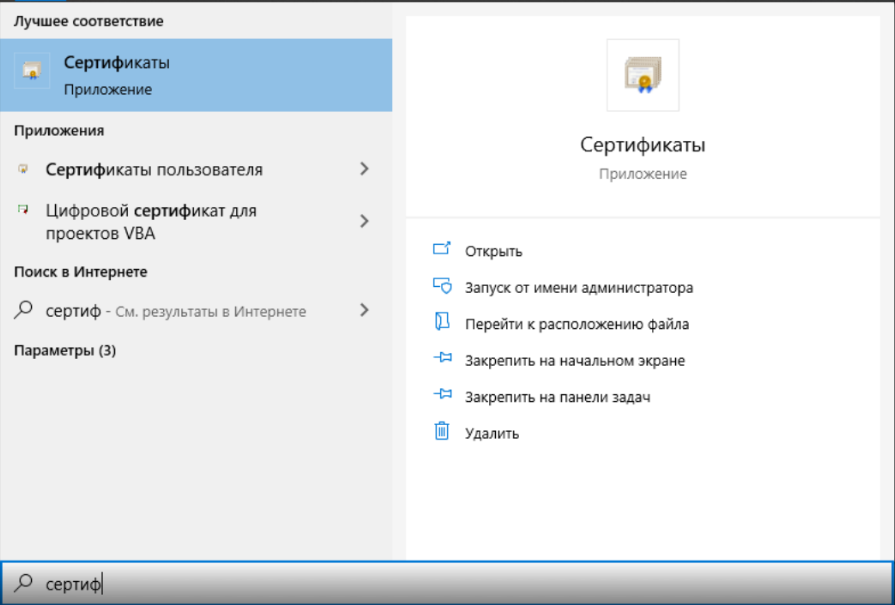 Лучшее соответствие
Сертификаты
Приложение
Приложения
Сертификаты пользователя
Цифровой сертификат для
проектов VBA
Поиск в Интернете
сертиф - См. результаты в Интернете
Параметры (3)
Сертификаты
Приложение
Открыть
Запуск от имени администратора
Перейти к расположению файла
Закрепить на начальном экране
Закрепить на панели задач
Удалить
сертиф